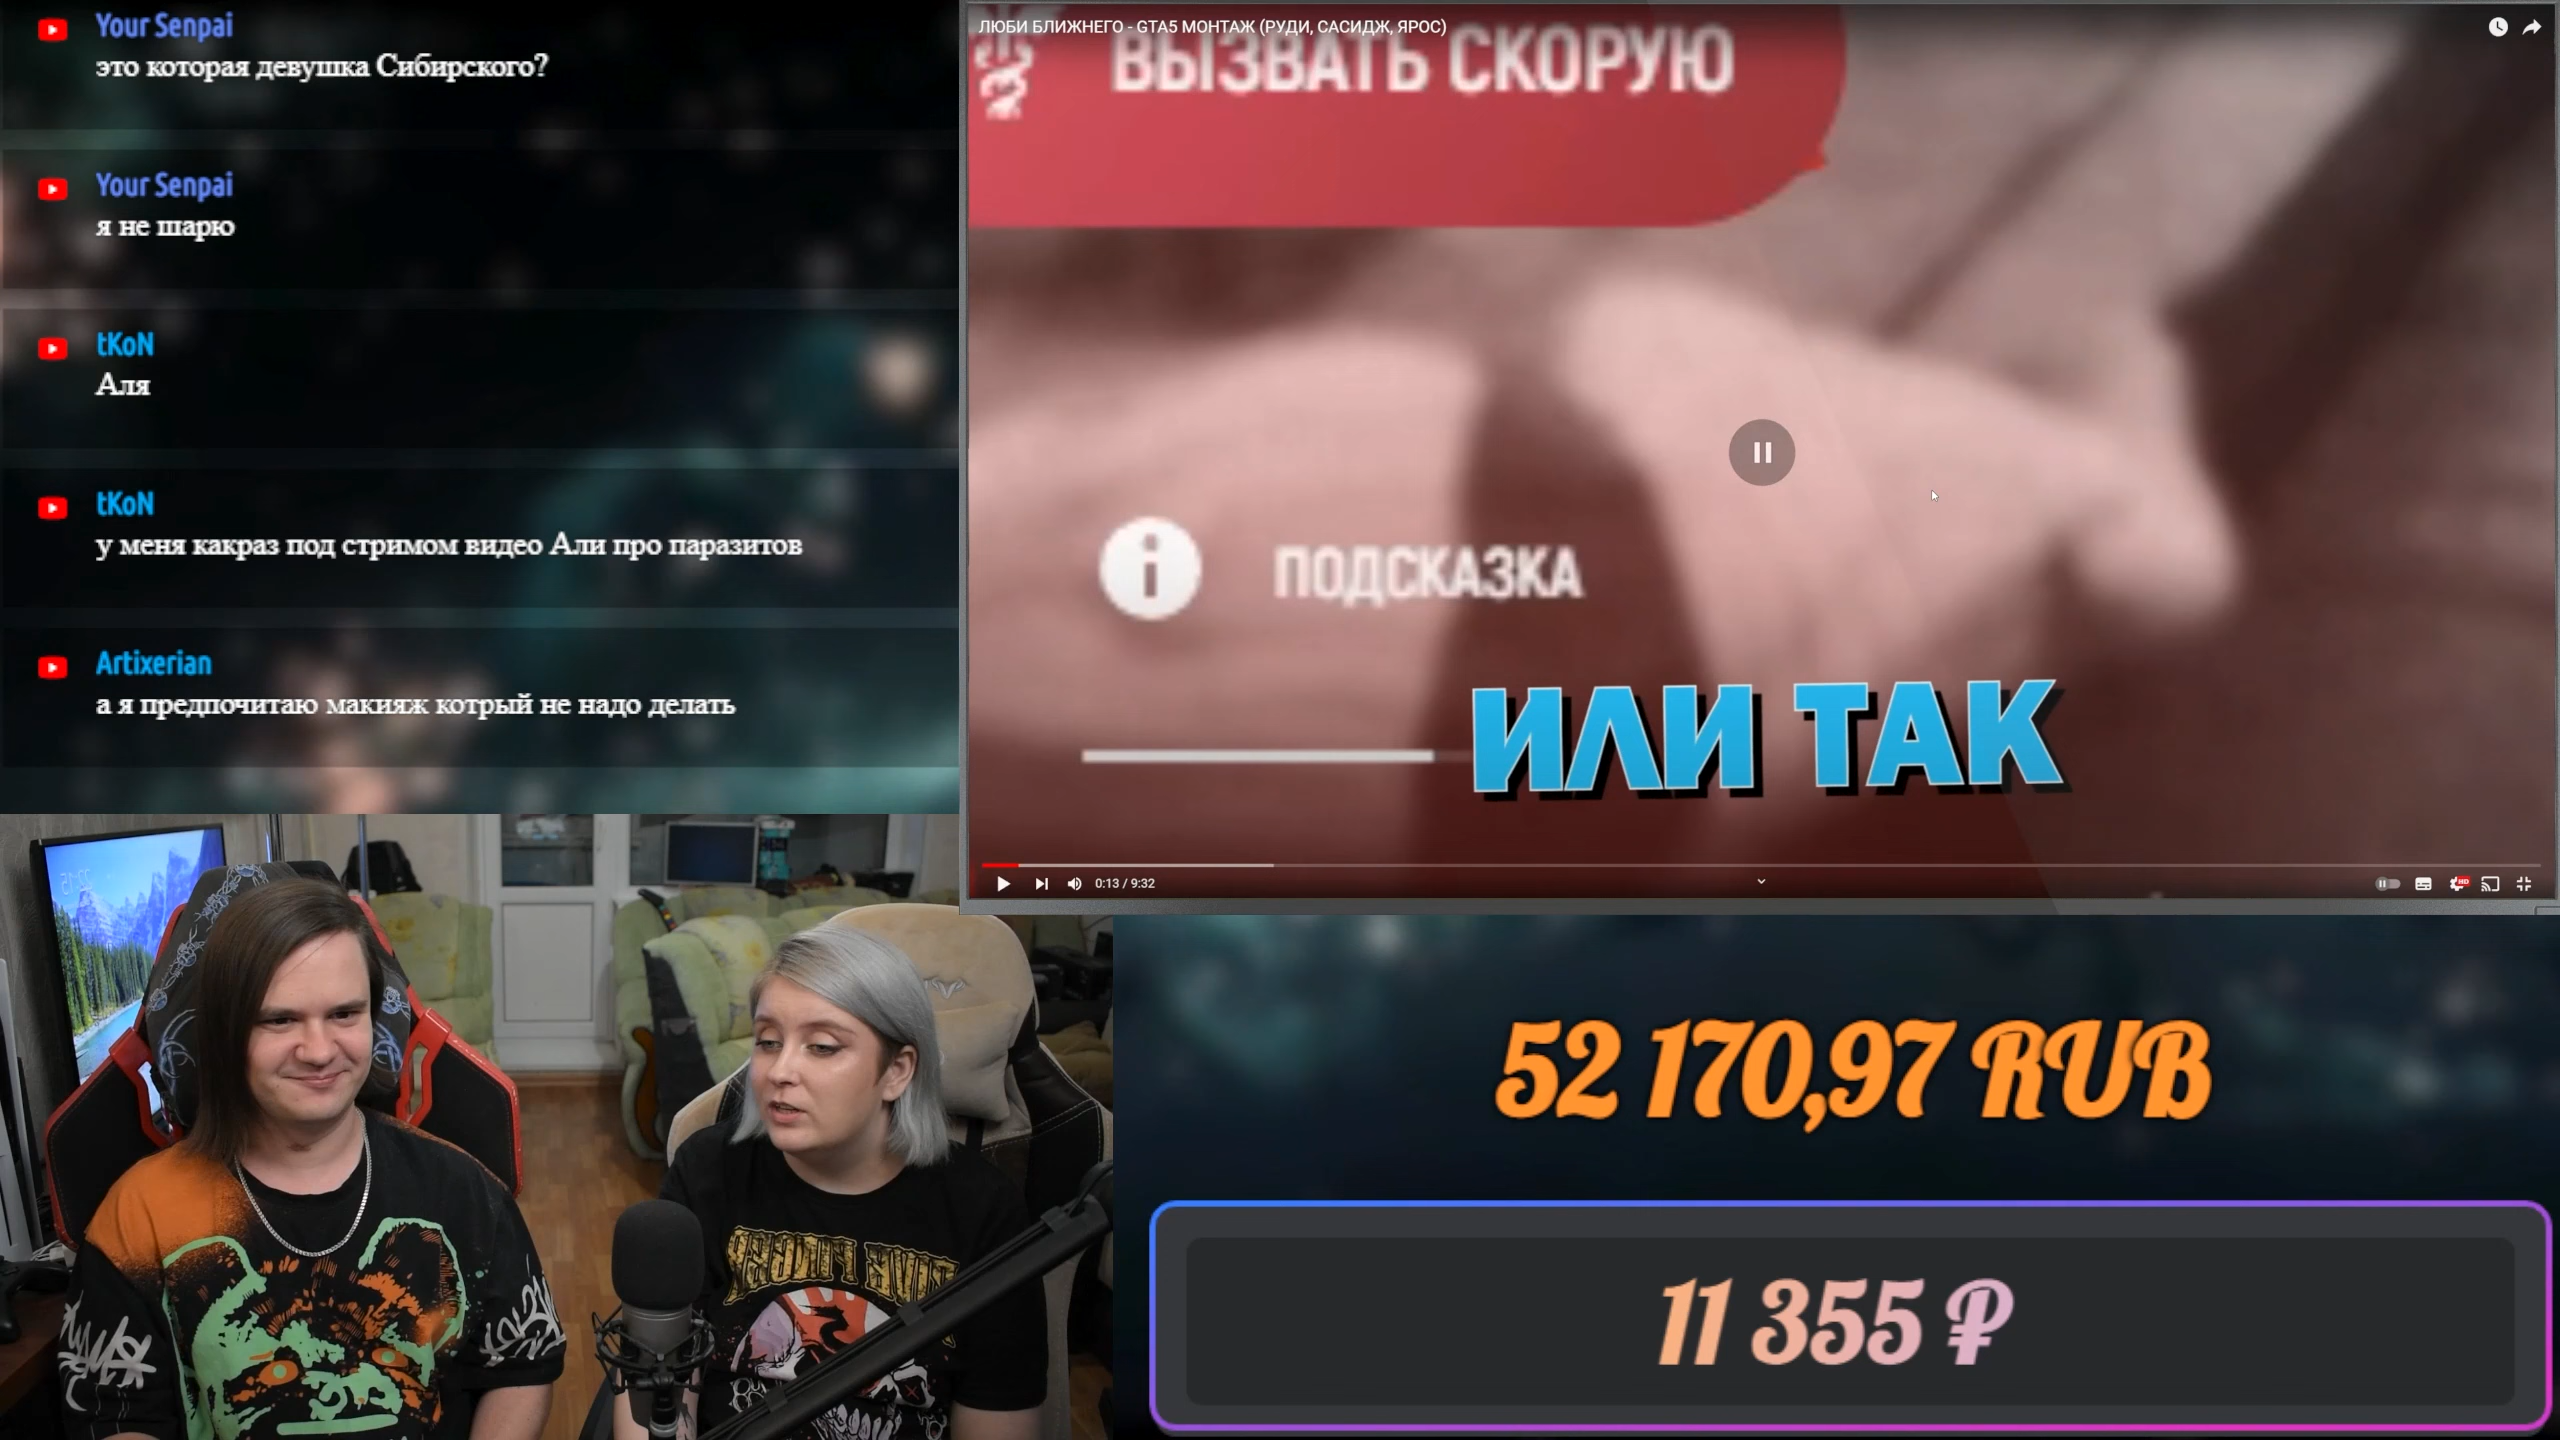 Your Senpai
это которая девушка Сибирского?
Your Senpai
я не шарю
tKoN
Аля
tKoN
у меня какраз под стримом видео Али про паразитов
Artixerian
а я предпочитаю макияж котрый не надо делать
ЛЮБИ БЛИЖНЕГО - GTA5 МОНТАЖ (РУДИ, САСИДЖ, ЯРОС)
ВЫЗВАТЬ СКОРУЮ
ПОДСКАЗКА
ИЛИ ТАК
0:13 / 9:32
HD
52 170,97 RUB
11 355 ₽